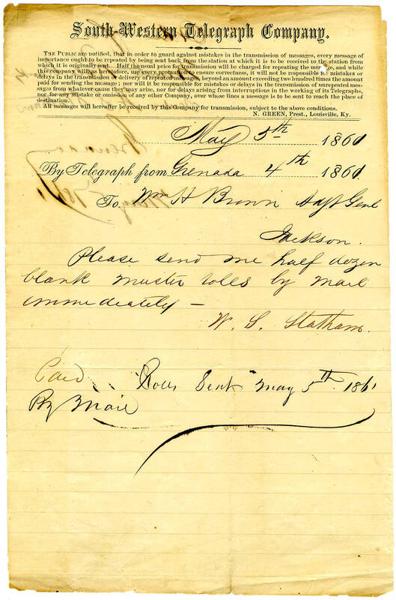 South-Western Telegraph Company.
THE PUBLIC are notified, that in order to guard against mistakes in the transmission of messages, every message of
importance ought to be repeated by being sent back from the station at which it is to be received to the station from
which it is originally sent. Half the usual price for transmission will be charged for repeating the message, and while
this company will as heretofore, use every precaution to ensure correctness, it will not be responsible for mistakes or
delays in the transmission or delivery of repeated messages beyond an amount exceeding two hundred times the amount
paid for sending the message; nor will it be responsible for mistakes or delays in the transmission of unrepeated
messages from whatever cause they may arise, nor for delays arising from interruptions in the working of its Telegraphs,
nor for any mistake or omission of any other Company, over whose lines a message is to be sent to reach the place of
destination.
All messages will hereafter be received by this Company for transmission, subject to the above conditions.
N. GREEN, Prest., Louisville, Ky.
May 5th 1861
By Telegraph from Grenada 4th 1861
To W H Brown Adjt Genl
Jackson.
Please send me half dozen
blank muster rolls by mail
immediately —
W. S. Statham.
Rolls Sent May 5th 1861
By Mail